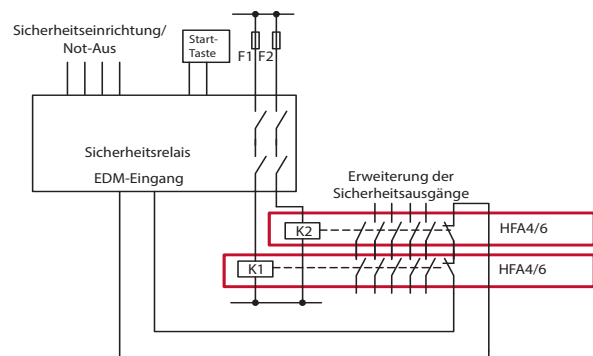 Sicherheitseinrichtung/
Not-Aus
Start-
Taste
F1 F2
Sicherheitsrelais
EDM-Eingang
Erweiterung der
Sicherheitsausgänge
K2
HFA4/6
K1
HFA4/6